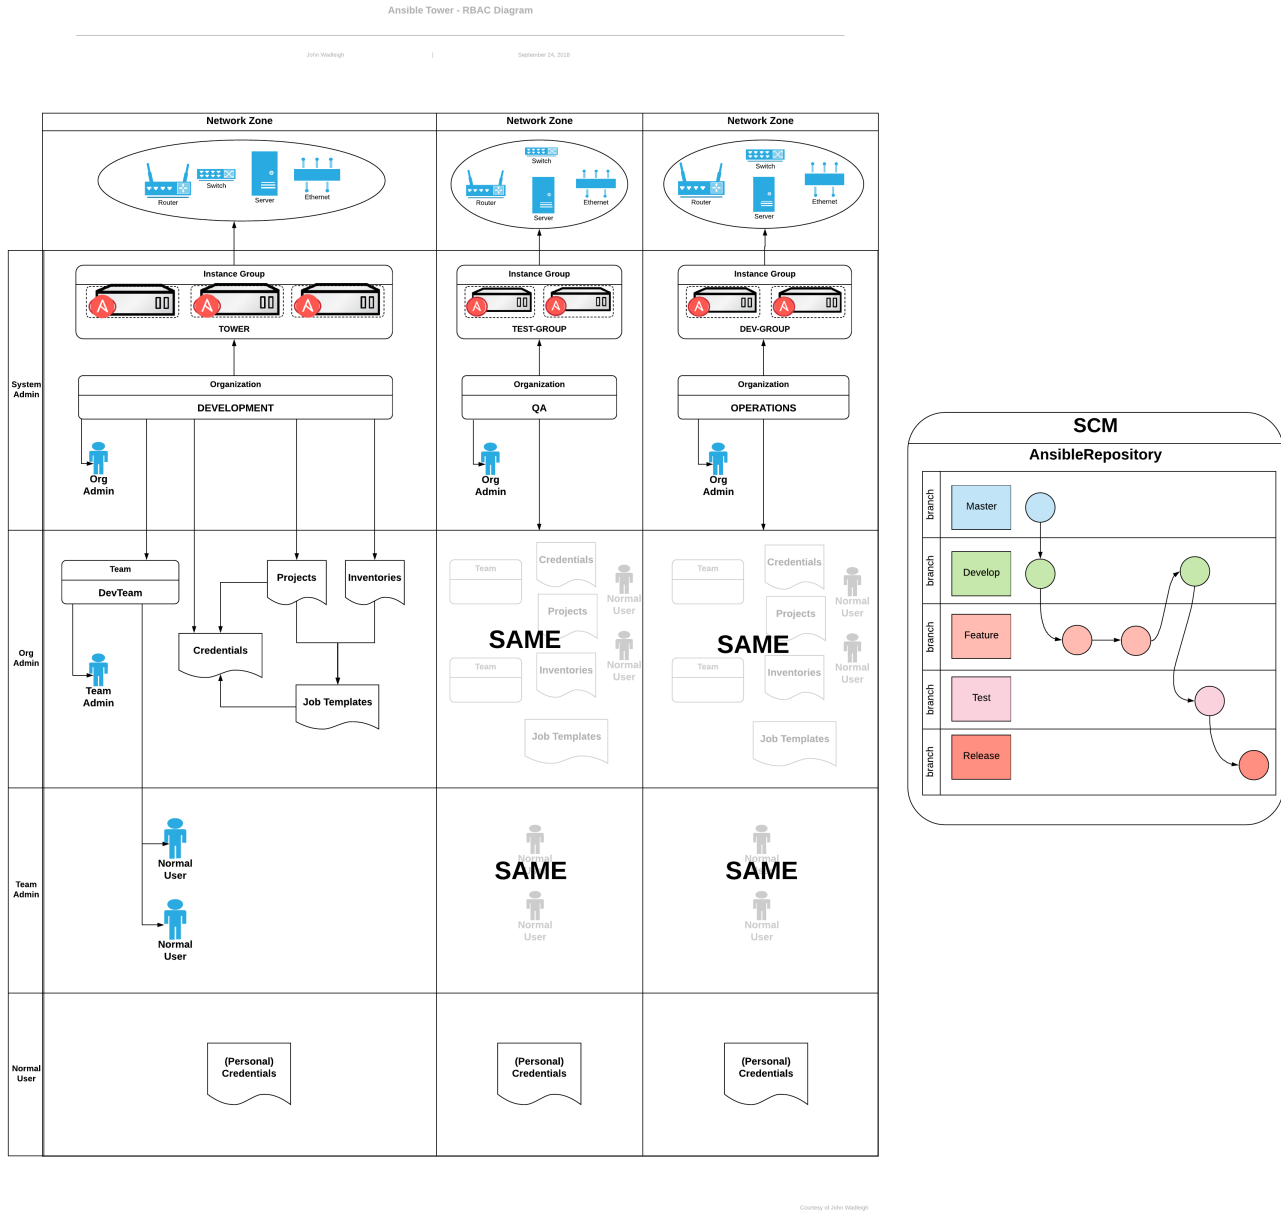 Ansible Tower - RBAC Diagram
John Wadleigh | September 24, 2018
Network Zone
Network Zone
Network Zone
Router
Switch
Server
Ethernet
Switch
Router
Server
Ethernet
Switch
Router
Server
Ethernet
System
Admin
Instance Group
TOWER
Instance Group
TEST-GROUP
Instance Group
DEV-GROUP
Organization
DEVELOPMENT
Organization
QA
Organization
OPERATIONS
Org
Admin
Org
Admin
Org
Admin
Org
Admin
Team
DevTeam
Projects
Inventories
Credentials
Job Templates
Team
Admin
Team
Credentials
Normal
User
Projects
SAME
Team
Inventories
Normal
User
Job Templates
Team
Credentials
Normal
User
Projects
SAME
Team
Inventories
Normal
User
Job Templates
Team
Admin
Normal
User
Normal
User
Normal
SAME
Normal
User
Normal
SAME
Normal
User
Normal
User
(Personal)
Credentials
(Personal)
Credentials
(Personal)
Credentials
SCM
AnsibleRepository
branch
Master
branch
Develop
branch
Feature
branch
Test
branch
Release
Courtesy of John Wadleigh